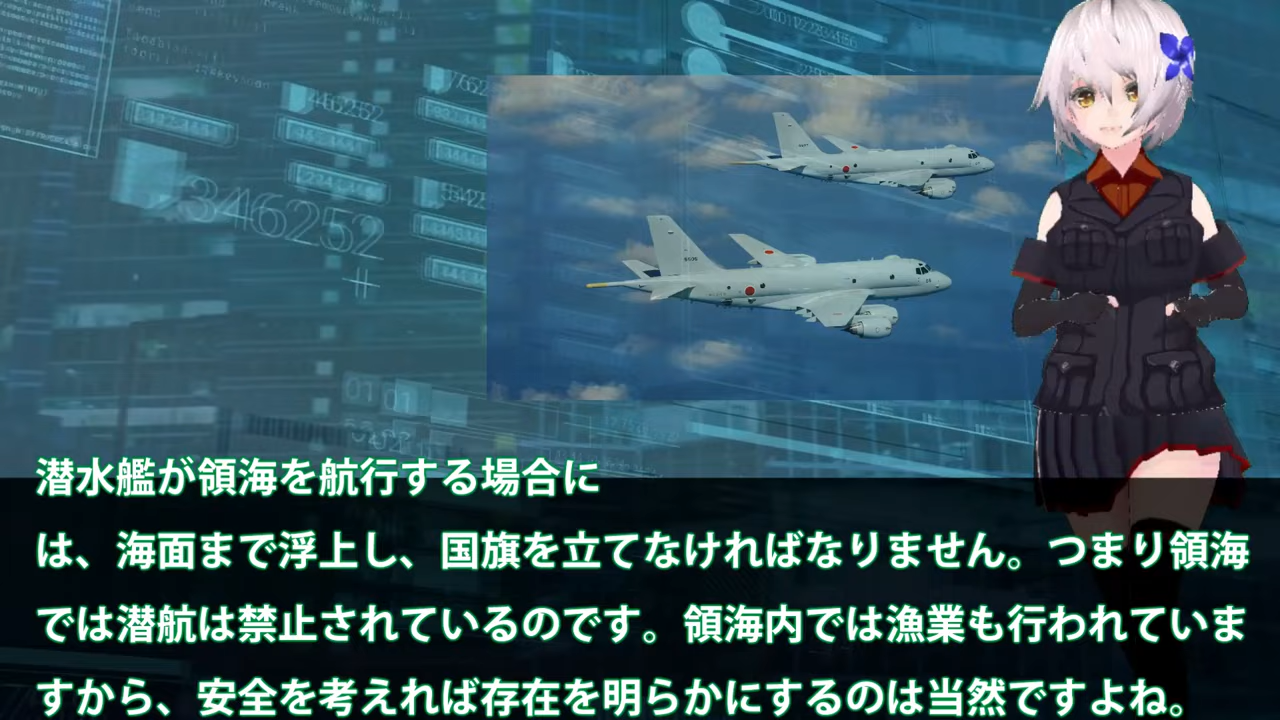 346252
潜水艦が領海を航行する場合に
は、海面まで浮上し、国旗を立てなければなりません。つまり領海
では潜航は禁止されているのです。領海内では漁業も行われていま
すから、安全を考えれば存在を明らかにするのは当然ですよね。